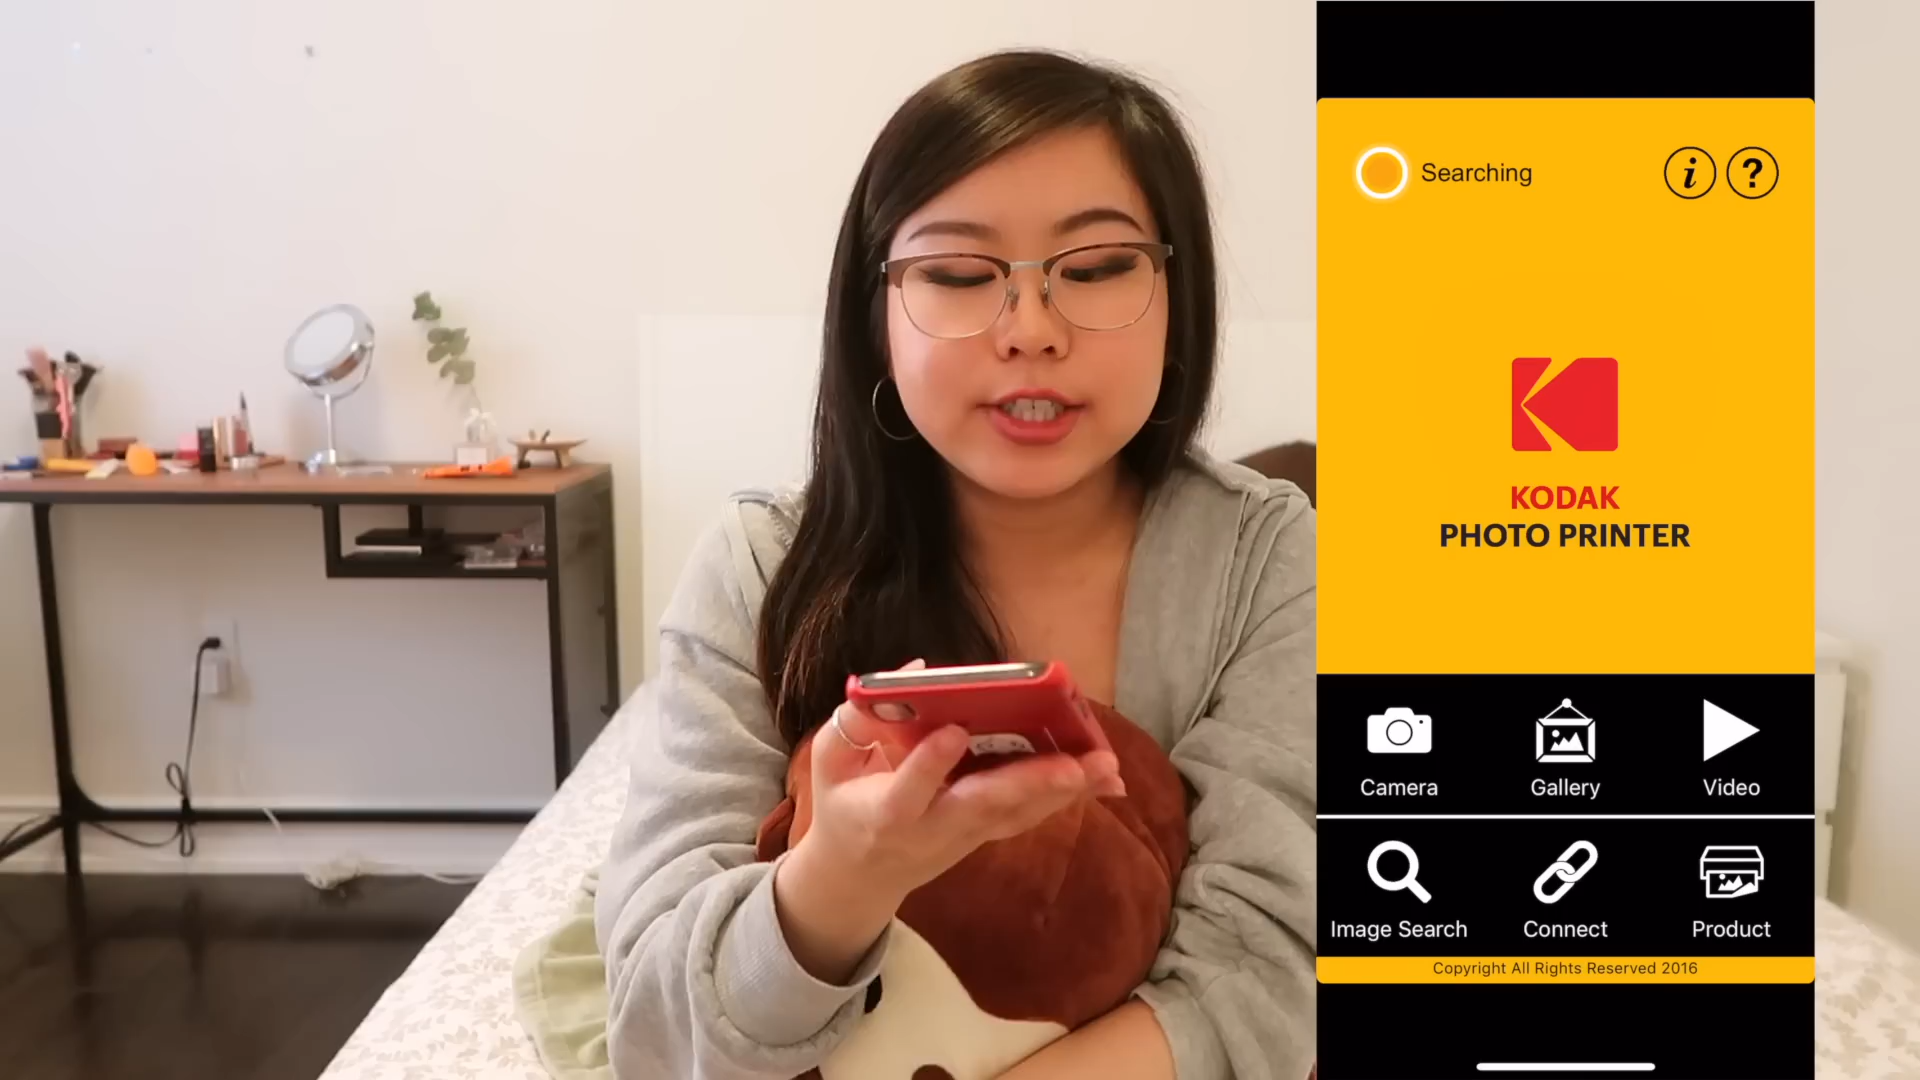 Searching
i ?
KODAK
PHOTO PRINTER
Camera Gallery Video
Image Search Connect Product
Copyright All Rights Reserved 2016